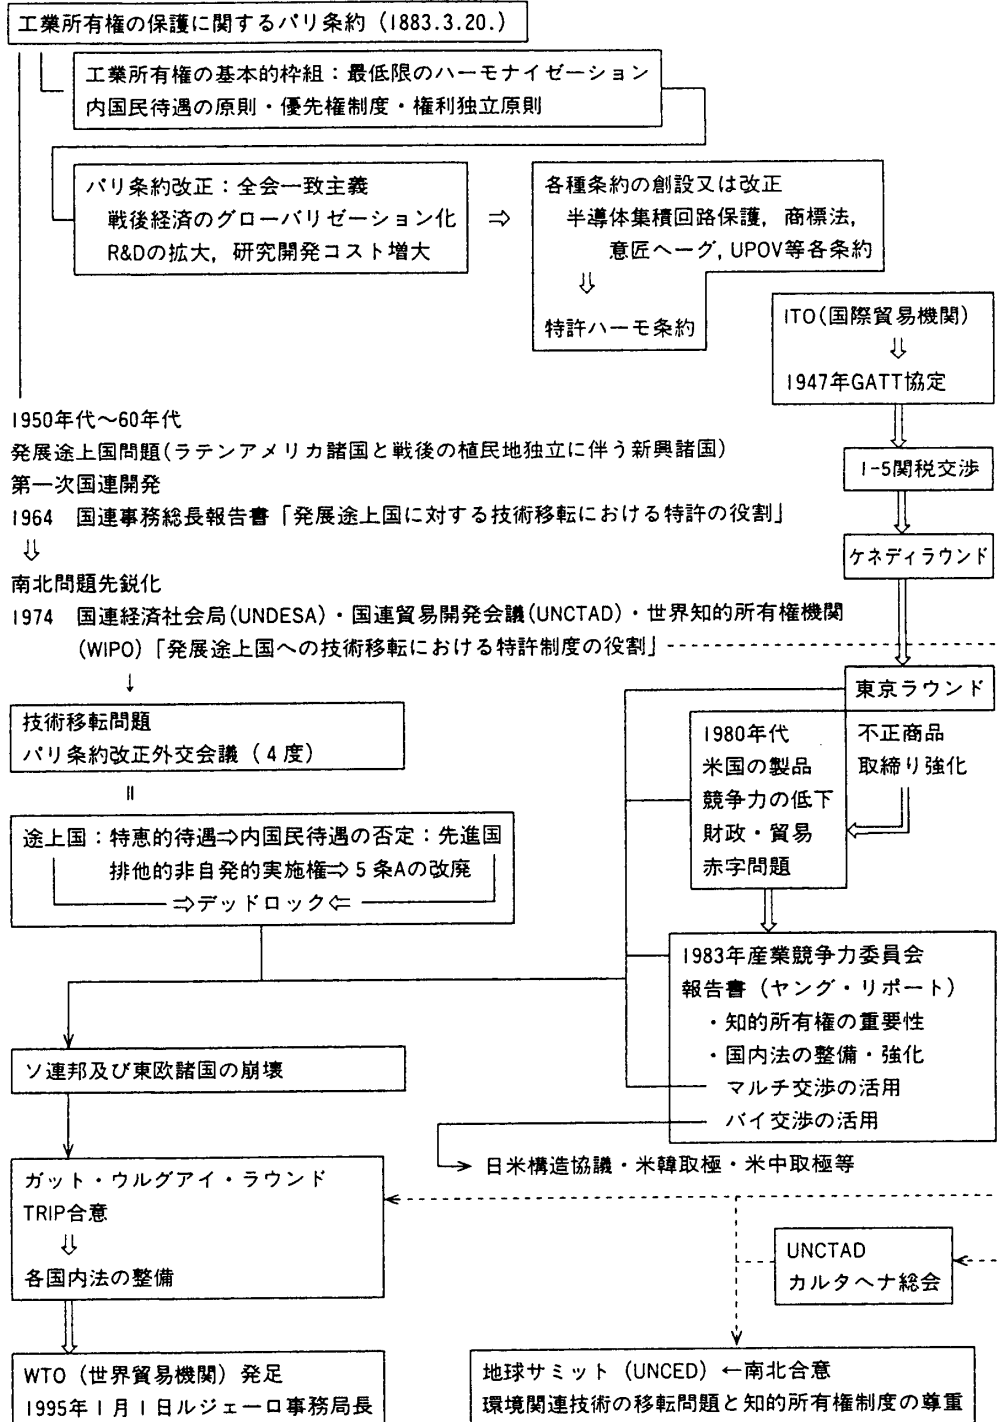 工業所有権の保護に関するパリ条約(1883.3.20.)
工業所有権の基本的枠組:最低限のハーモナイゼーション
内国民待遇の原則・優先権制度・権利独立原則
パリ条約改正:全会一致主義
戦後経済のグローバリゼーション化
R&Dの拡大,研究開発コスト増大
⇒
各種条約の創設又は改正
半導体集積回路保護,商標法,
意匠ヘーグ,UPOV等各条約
⇓
特許ハーモ条約
ITO(国際貿易機関)
⇓
1947年GATT協定
1-5関税交渉
ケネディラウンド
1950年代~60年代
発展途上国問題(ラテンアメリカ諸国と戦後の植民地独立に伴う新興諸国)
第一次国連開発
1964 国連事務総長報告書「発展途上国に対する技術移転における特許の役割」
⇓
南北問題先鋭化
1974 国連経済社会局(UNDESA)・国連貿易開発会議(UNCTAD)・世界知的所有権機関
(WIPO)「発展途上国への技術移転における特許制度の役割」
↓
技術移転問題
パリ条約改正外交会議(4度)
॥
途上国:特恵的待遇⇒内国民待遇の否定:先進国
排他的非自発的実施権⇒5条Aの改廃
⇒デッドロック⇐
東京ラウンド
1980年代
米国の製品
競争力の低下
財政・貿易
赤字問題
不正商品
取締り強化
1983年産業競争力委員会
報告書(ヤング・リポート)
・知的所有権の重要性
・国内法の整備・強化
マルチ交渉の活用
バイ交渉の活用
ソ連邦及び東欧諸国の崩壊
日米構造協議・米韓取極・米中取極等
ガット・ウルグアイ・ラウンド
TRIP合意
⇓
各国内法の整備
UNCTAD
カルタヘナ総会
WTO(世界貿易機関)発足
1995年1月1日ルジェーロ事務局長
地球サミット(UNCED)←南北合意
環境関連技術の移転問題と知的所有権制度の尊重